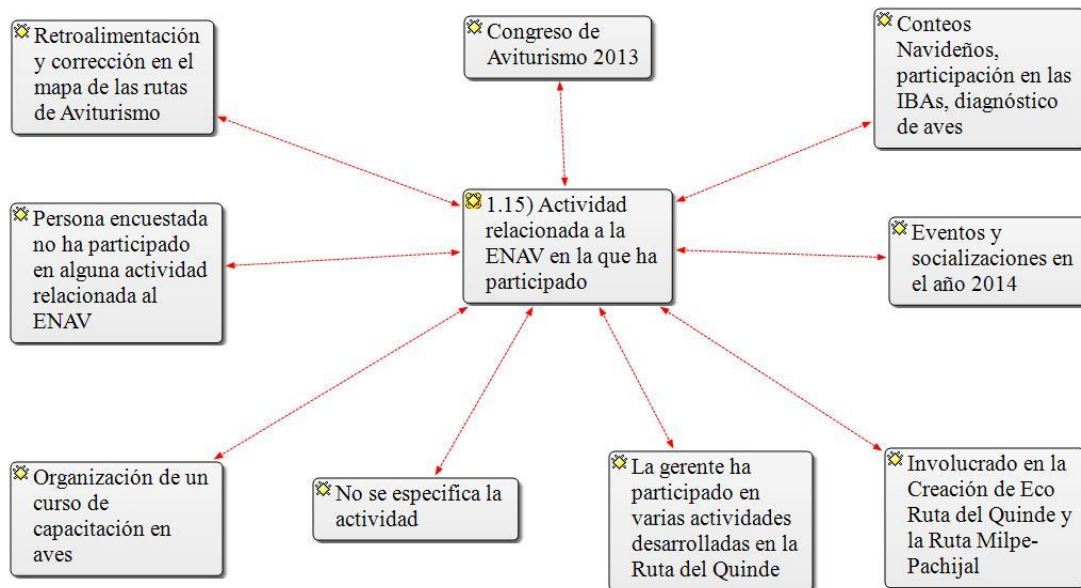 Retroalimentación
y corrección en el
mapa de las rutas
de Aviturismo
Congreso de
Aviturismo 2013
Conteos
Navideños,
participación en las
IBAs, diagnóstico
de aves
Persona encuestada
no ha participado
en alguna actividad
relacionada al
ENAV
1.15) Actividad
relacionada a la
ENAV en la que ha
participado
Eventos y
socializaciones en
el año 2014
Organización de un
curso de
capacitación en
aves
No se especifica la
actividad
La gerente ha
participado en
varias actividades
desarrolladas en la
Ruta del Quinde
Involucrado en la
Creación de Eco
Ruta del Quinde y
la Ruta Milpe-
Pachijal